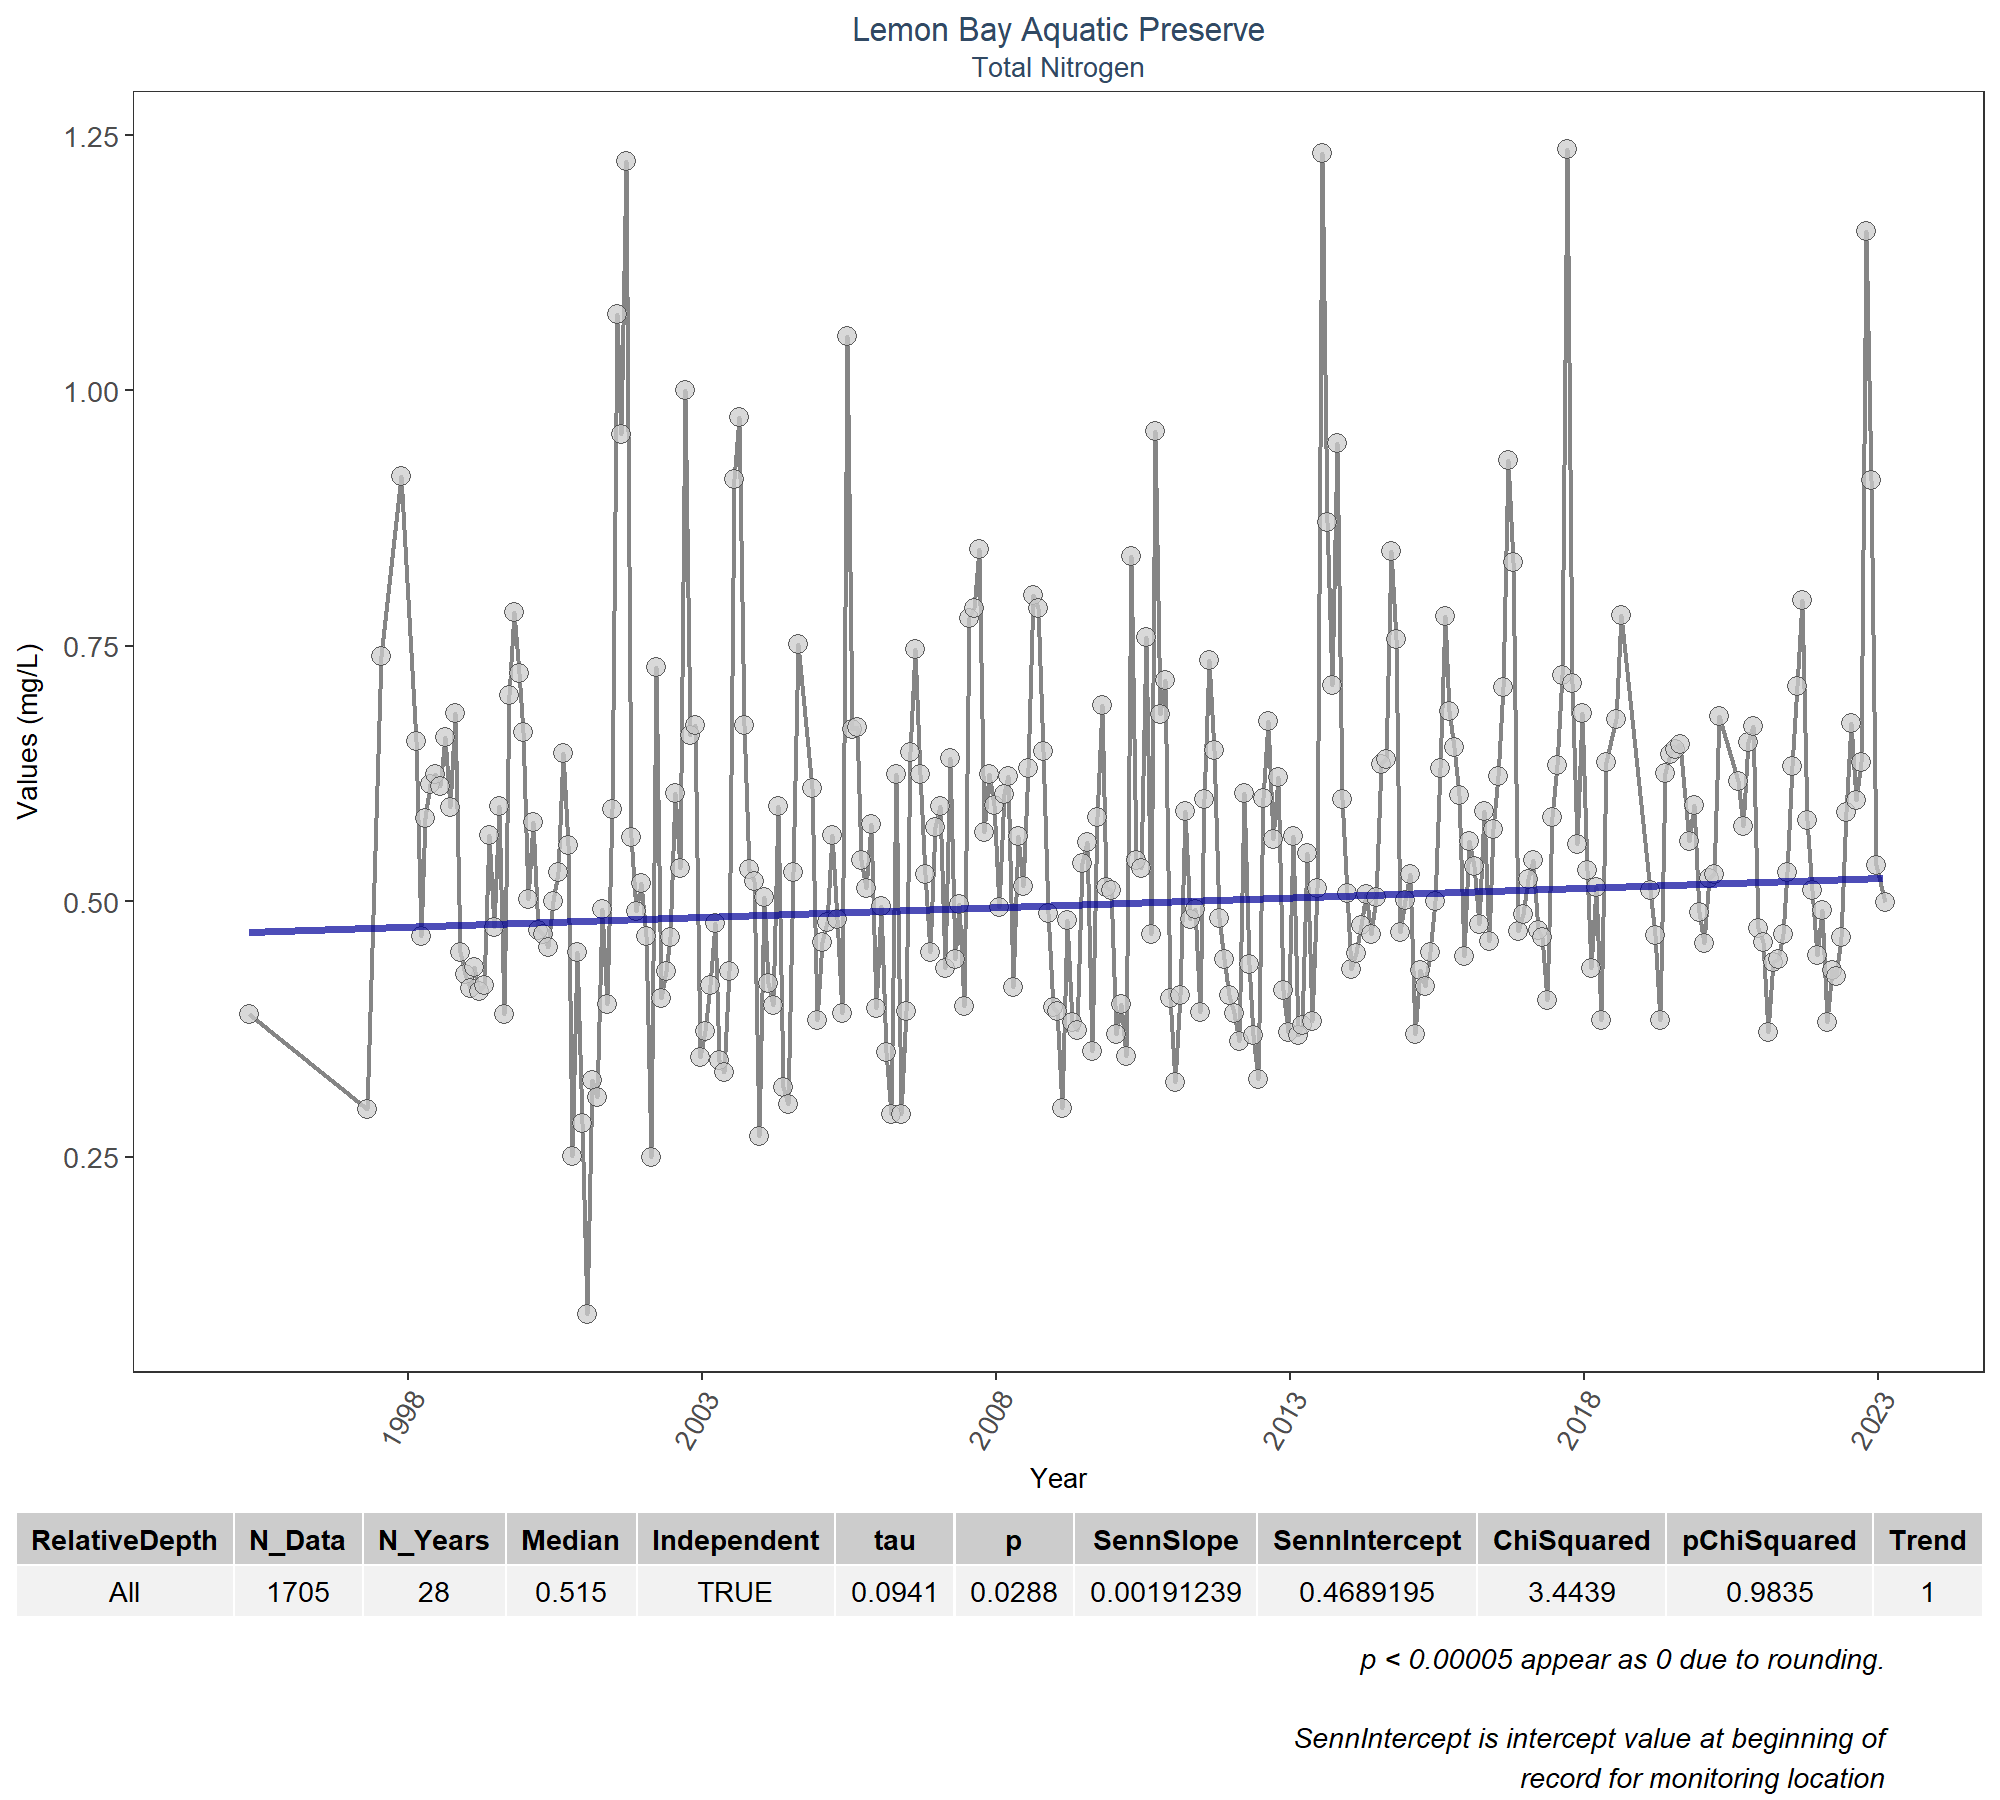 Lemon Bay Aquatic Preserve
Total Nitrogen
1.25
1.00
0.75
0.50
0.25
Values (mg/L)
1998 2003 2008 2013 2018 2023
Year
RelativeDepth N_Data N_Years Median Independent tau p SennSlope SennIntercept ChiSquared pChiSquared Trend
All 1705 28 0.515 TRUE 0.0941 0.0288 0.00191239 0.4689195 3.4439 0.9835 1
p < 0.00005 appear as 0 due to rounding.
SennIntercept is intercept value at beginning of
record for monitoring location